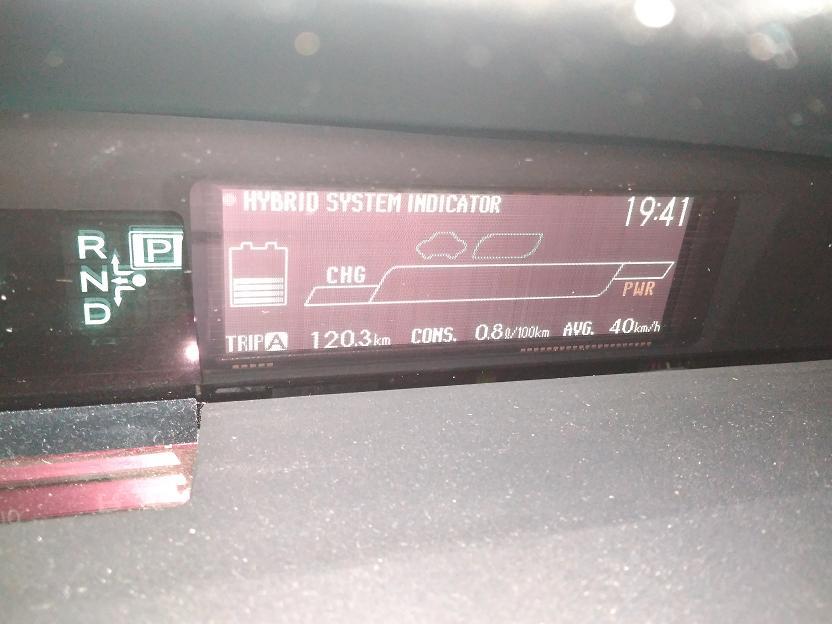 HYBRID SYSTEM INDICATOR
19:41
R
P
N
D
CHG
PWR
TRIP A 120.3 km CONS. 0.8 ℓ/100km AVG. 40 km/h